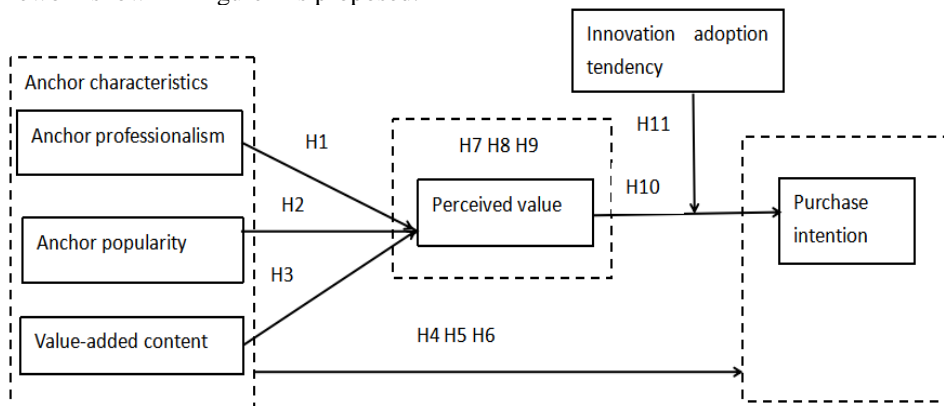 Innovation adoption
tendency
Anchor characteristics
Anchor professionalism
H1
H11
H7 H8 H9
H2
H10
Perceived value
Purchase
intention
Anchor popularity
H3
Value-added content
H4 H5 H6